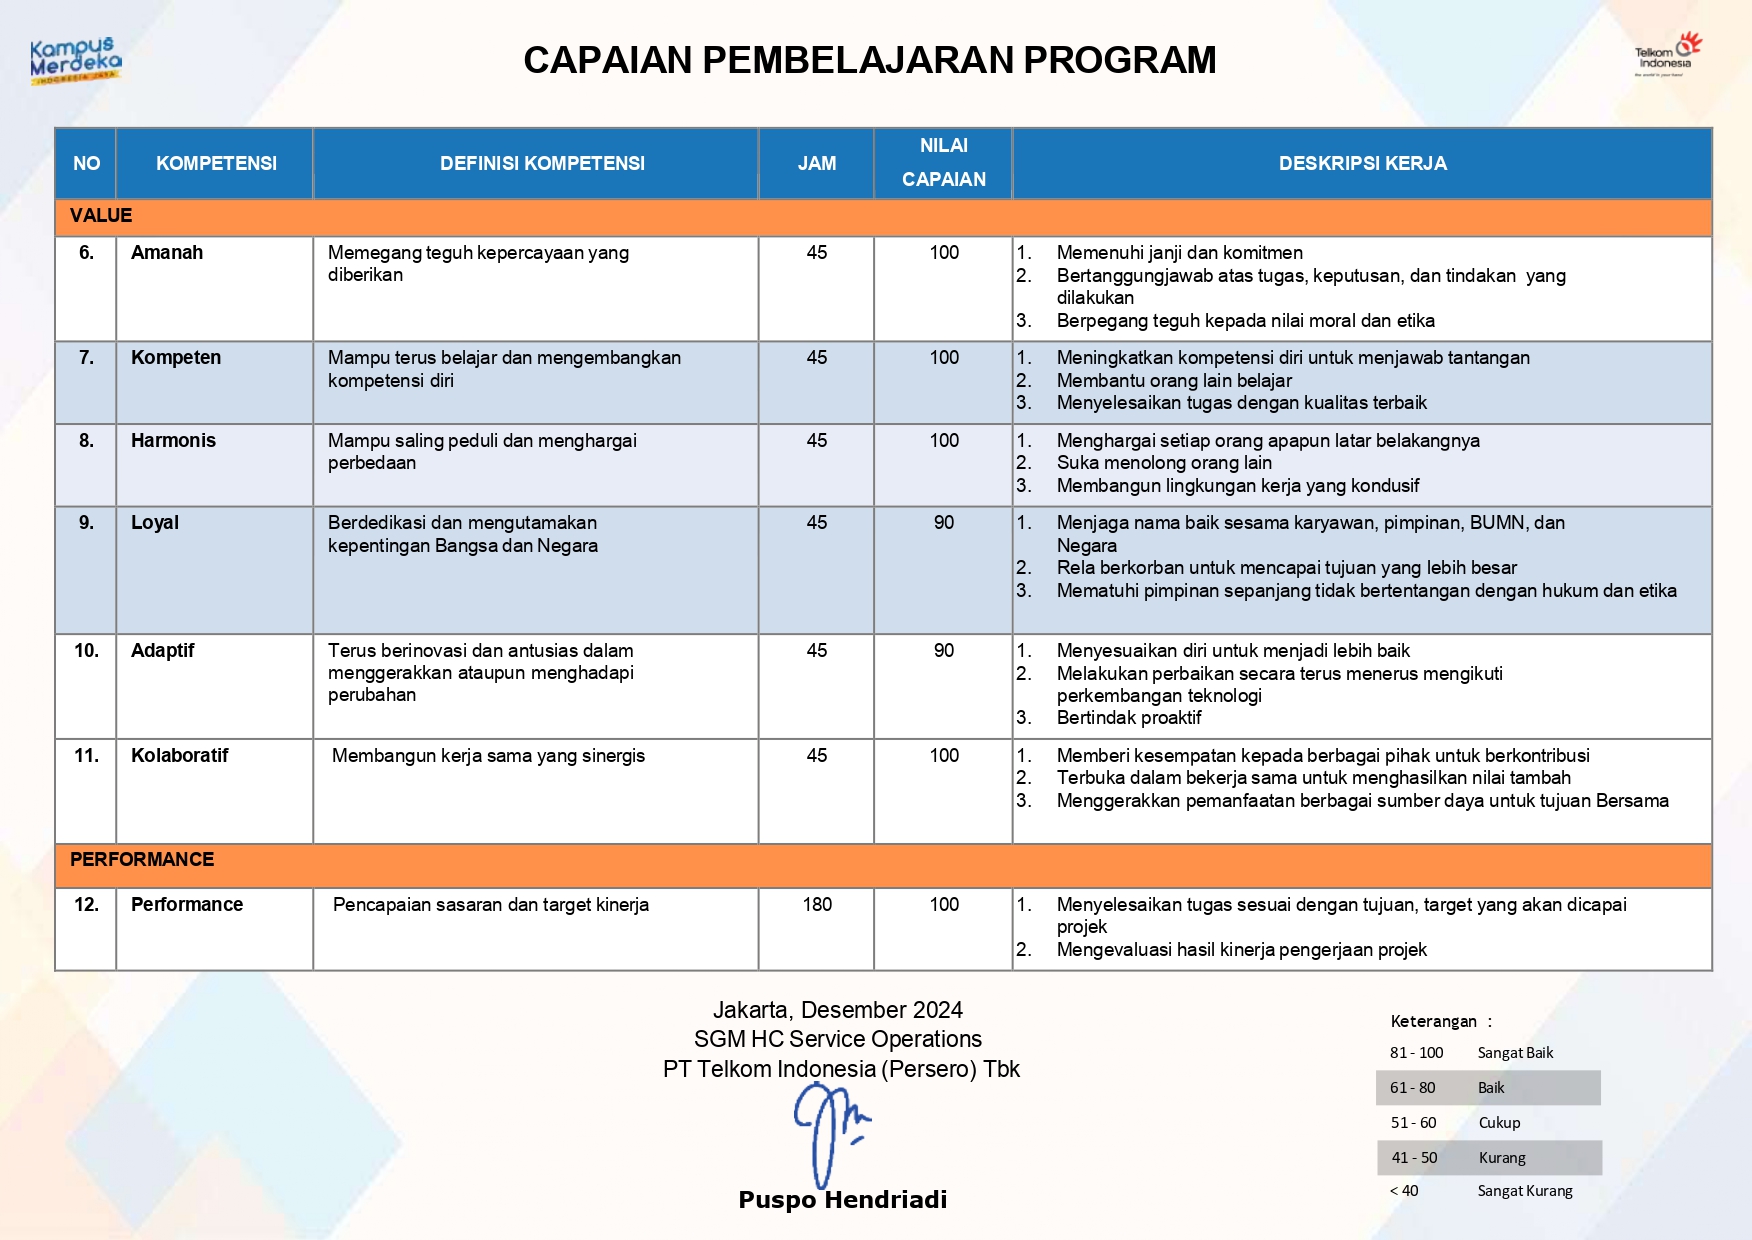 Kampus
Merdeka
INDONESIA JAYA
CAPAIAN PEMBELAJARAN PROGRAM
Telkom
Indonesia
the world in your hand
NO KOMPETENSI DEFINISI KOMPETENSI JAM NILAI CAPAIAN DESKRIPSI KERJA
VALUE
6. Amanah Memegang teguh kepercayaan yang
diberikan
45 100
1. Memenuhi janji dan komitmen
2. Bertanggungjawab atas tugas, keputusan, dan tindakan yang
dilakukan
3. Berpegang teguh kepada nilai moral dan etika
7. Kompeten Mampu terus belajar dan mengembangkan
kompetensi diri
45 100
1. Meningkatkan kompetensi diri untuk menjawab tantangan
2. Membantu orang lain belajar
3. Menyelesaikan tugas dengan kualitas terbaik
8. Harmonis Mampu saling peduli dan menghargai
perbedaan
45 100
1. Menghargai setiap orang apapun latar belakangnya
2. Suka menolong orang lain
3. Membangun lingkungan kerja yang kondusif
9. Loyal Berdedikasi dan mengutamakan
kepentingan Bangsa dan Negara
45 90
1. Menjaga nama baik sesama karyawan, pimpinan, BUMN, dan
Negara
2. Rela berkorban untuk mencapai tujuan yang lebih besar
3. Mematuhi pimpinan sepanjang tidak bertentangan dengan hukum dan etika
10. Adaptif Terus berinovasi dan antusias dalam
menggerakkan ataupun menghadapi
perubahan
45 90
1. Menyesuaikan diri untuk menjadi lebih baik
2. Melakukan perbaikan secara terus menerus mengikuti
perkembangan teknologi
3. Bertindak proaktif
11. Kolaboratif Membangun kerja sama yang sinergis
45 100
1. Memberi kesempatan kepada berbagai pihak untuk berkontribusi
2. Terbuka dalam bekerja sama untuk menghasilkan nilai tambah
3. Menggerakkan pemanfaatan berbagai sumber daya untuk tujuan Bersama
PERFORMANCE
12. Performance Pencapaian sasaran dan target kinerja
180 100
1. Menyelesaikan tugas sesuai dengan tujuan, target yang akan dicapai
projek
2. Mengevaluasi hasil kinerja pengerjaan projek
Jakarta, Desember 2024
SGM HC Service Operations
PT Telkom Indonesia (Persero) Tbk
Puspo Hendriadi
Keterangan :
81 - 100 Sangat Baik
61 - 80 Baik
51 - 60 Cukup
41 - 50 Kurang
< 40 Sangat Kurang